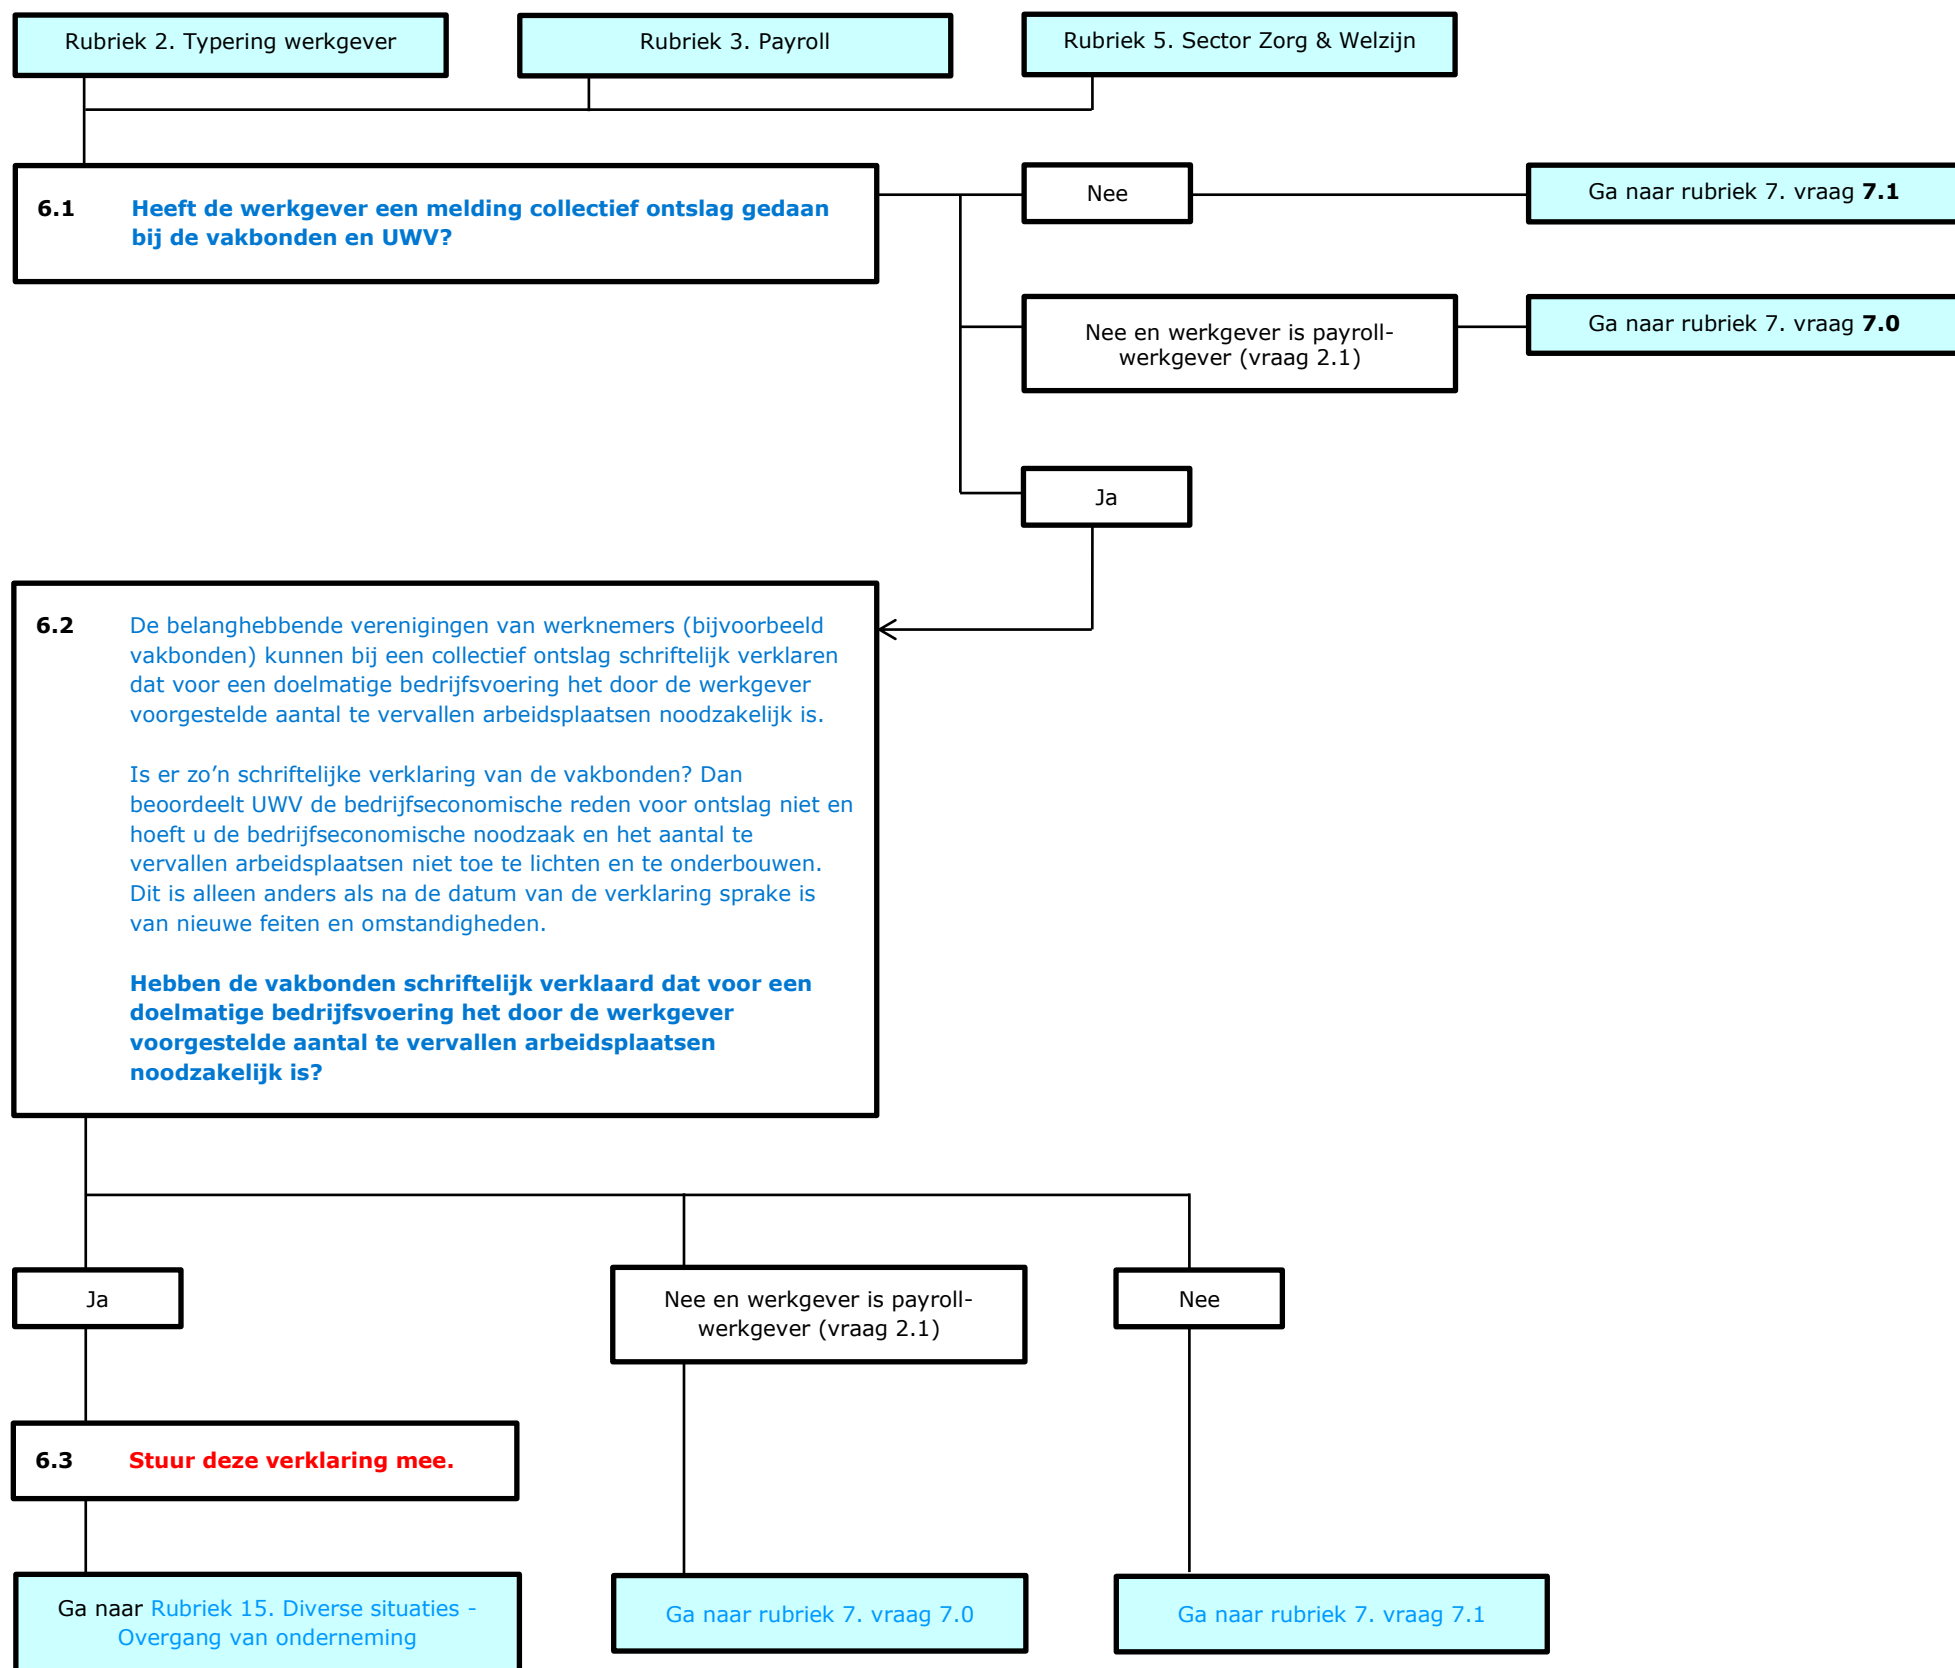 Rubriek 2. Typering werkgever
Rubriek 3. Payroll
Rubriek 5. Sector Zorg & Welzijn
6.1 Heeft de werkgever een melding collectief ontslag gedaan
bij de vakbonden en UWV?
Nee
Ga naar rubriek 7. vraag 7.1
Nee en werkgever is payroll-
werkgever (vraag 2.1)
Ga naar rubriek 7. vraag 7.0
Ja
6.2 De belanghebbende verenigingen van werknemers (bijvoorbeeld
vakbonden) kunnen bij een collectief ontslag schriftelijk verklaren
dat voor een doelmatige bedrijfsvoering het door de werkgever
voorgestelde aantal te vervallen arbeidsplaatsen noodzakelijk is.
Is er zo’n schriftelijke verklaring van de vakbonden? Dan
beoordeelt UWV de bedrijfseconomische reden voor ontslag niet en
hoeft u de bedrijfseconomische noodzaak en het aantal te
vervallen arbeidsplaatsen niet toe te lichten en te onderbouwen.
Dit is alleen anders als na de datum van de verklaring sprake is
van nieuwe feiten en omstandigheden.
Hebben de vakbonden schriftelijk verklaard dat voor een
doelmatige bedrijfsvoering het door de werkgever
voorgestelde aantal te vervallen arbeidsplaatsen
noodzakelijk is?
Ja
Nee en werkgever is payroll-
werkgever (vraag 2.1)
Nee
6.3 Stuur deze verklaring mee.
Ga naar Rubriek 15. Diverse situaties -
Overgang van onderneming
Ga naar rubriek 7. vraag 7.0
Ga naar rubriek 7. vraag 7.1